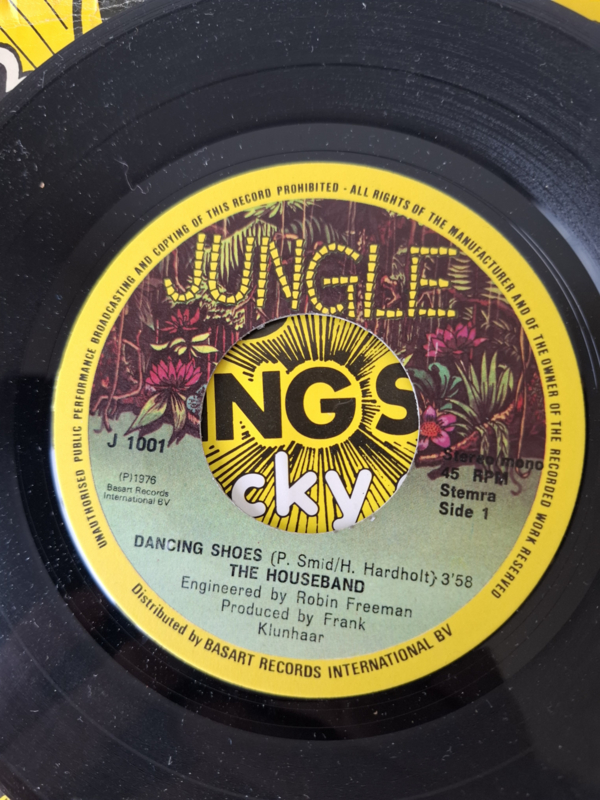 UNAUTHORISED PUBLIC PERFORMANCE BROADCASTING AND COPYING OF THIS RECORD PROHIBITED - ALL RIGHTS OF THE MANUFACTURER AND OF THE OWNER OF THE RECORDED WORK RESERVED
JUNGLE
NGS
cky
J 1001
(P)1976
Basart Records
International BV
Stereo mono
45 RPM
Stemra
Side 1
DANCING SHOES (P. Smid/H. Hardholt} 3'58
THE HOUSEBAND
Engineered by Robin Freeman
Produced by Frank
Klunhaar
Distributed by BASART RECORDS INTERNATIONAL BV